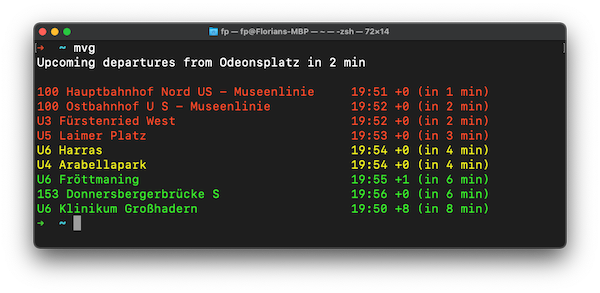 fp — fp@Florians-MBP — ~ — -zsh — 72×14
➜ ~ mvg
Upcoming departures from Odeonsplatz in 2 min
100 Hauptbahnhof Nord US - Museenlinie 19:51 +0 (in 1 min)
100 Ostbahnhof U S - Museenlinie 19:52 +0 (in 2 min)
U3 Fürstenried West 19:52 +0 (in 2 min)
U5 Laimer Platz 19:53 +0 (in 3 min)
U6 Harras 19:54 +0 (in 4 min)
U4 Arabellapark 19:54 +0 (in 4 min)
U6 Fröttmaning 19:55 +1 (in 6 min)
153 Donnersbergerbrücke S 19:56 +0 (in 6 min)
U6 Klinikum Großhadern 19:50 +8 (in 8 min)
➜ ~